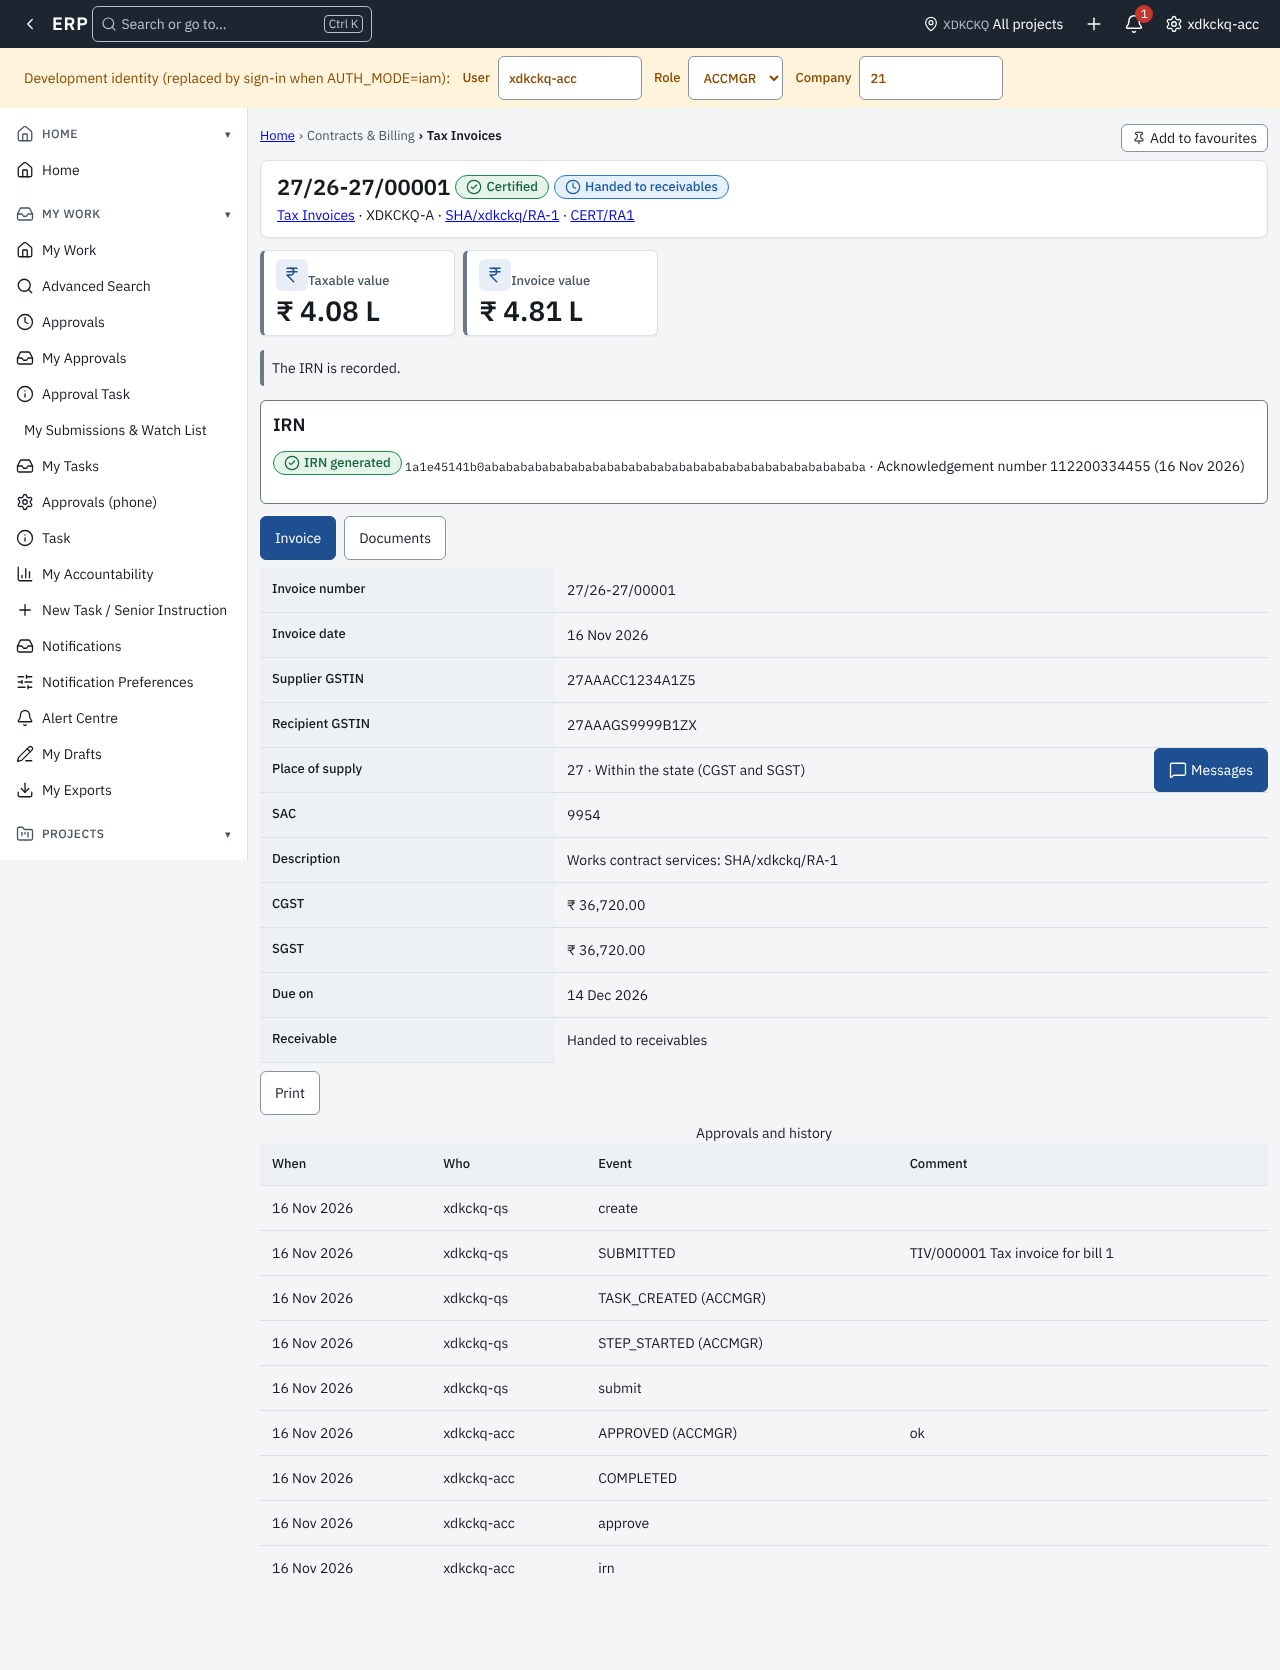 ERP
Search or go to...
Ctrl K
XDKCKQ All projects
1
xdkckq-acc
Development identity (replaced by sign-in when AUTH_MODE=iam):
User
xdkckq-acc
Role
ACCMGR
Company
21
HOME
Home
MY WORK
My Work
Advanced Search
Approvals
My Approvals
Approval Task
My Submissions & Watch List
My Tasks
Approvals (phone)
Task
My Accountability
New Task / Senior Instruction
Notifications
Notification Preferences
Alert Centre
My Drafts
My Exports
PROJECTS
Home › Contracts & Billing › Tax Invoices
Add to favourites
27/26-27/00001
Certified
Handed to receivables
Tax Invoices · XDKCKQ-A · SHA/xdkckq/RA-1 · CERT/RA1
₹ Taxable value
₹ 4.08 L
₹ Invoice value
₹ 4.81 L
The IRN is recorded.
IRN
IRN generated
· Acknowledgement number 112200334455 (16 Nov 2026)
Invoice
Documents
Invoice number 27/26-27/00001
Invoice date 16 Nov 2026
Supplier GSTIN 27AAACC1234A1Z5
Recipient GSTIN 27AAAGS9999B1ZX
Place of supply 27 · Within the state (CGST and SGST)
Messages
SAC 9954
Description Works contract services: SHA/xdkckq/RA-1
CGST ₹ 36,720.00
SGST ₹ 36,720.00
Due on 14 Dec 2026
Receivable Handed to receivables
Print
Approvals and history
When Who Event Comment
16 Nov 2026 xdkckq-qs create
16 Nov 2026 xdkckq-qs SUBMITTED TIV/000001 Tax invoice for bill 1
16 Nov 2026 xdkckq-qs TASK_CREATED (ACCMGR)
16 Nov 2026 xdkckq-qs STEP_STARTED (ACCMGR)
16 Nov 2026 xdkckq-qs submit
16 Nov 2026 xdkckq-acc APPROVED (ACCMGR) ok
16 Nov 2026 xdkckq-acc COMPLETED
16 Nov 2026 xdkckq-acc approve
16 Nov 2026 xdkckq-acc irn